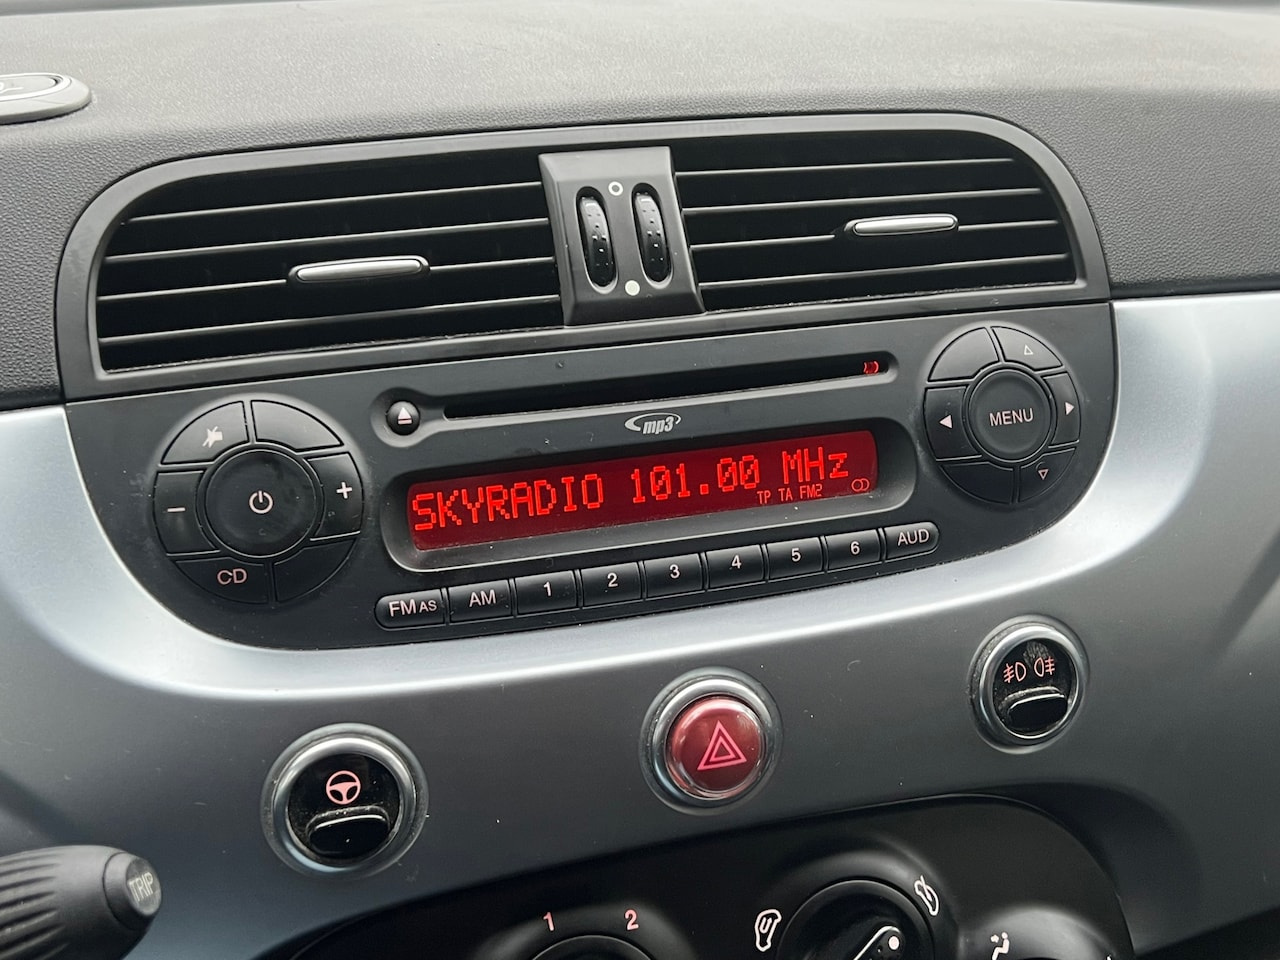 mp3
MENU
SKYRADIO 101.00 MHz
TP TA FM2
CD
FM AS AM 1 2 3 4 5 6 AUD
TRIP
1 2